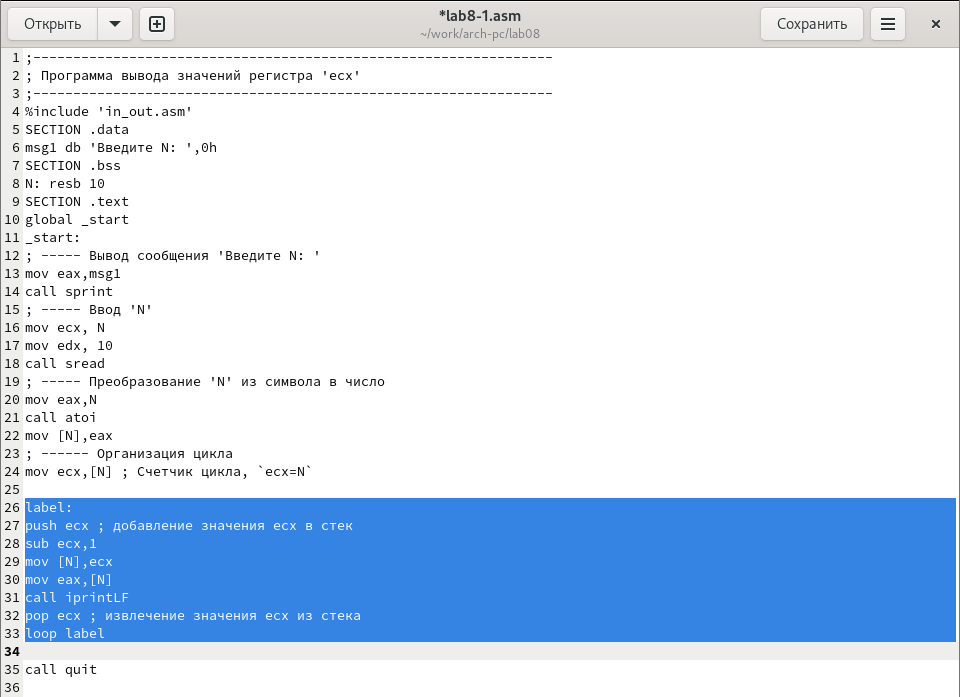 Открыть
*lab8-1.asm
~/work/arch-pc/lab08
Сохранить
1 ;-----------------------------------------------------------------
2 ; Программа вывода значений регистра 'ecx'
3 ;-----------------------------------------------------------------
4 %include 'in_out.asm'
5 SECTION .data
6 msg1 db 'Введите N: ',0h
7 SECTION .bss
8 N: resb 10
9 SECTION .text
10 global _start
11 _start:
12 ; ----- Вывод сообщения 'Введите N: '
13 mov eax,msg1
14 call sprint
15 ; ----- Ввод 'N'
16 mov ecx, N
17 mov edx, 10
18 call sread
19 ; ----- Преобразование 'N' из символа в число
20 mov eax,N
21 call atoi
22 mov [N],eax
23 ; ------ Организация цикла
24 mov ecx,[N] ; Счетчик цикла, `ecx=N`
25
26 label:
27 push ecx ; добавление значения ecx в стек
28 sub ecx,1
29 mov [N],ecx
30 mov eax,[N]
31 call iprintLF
32 pop ecx ; извлечение значения ecx из стека
33 loop label
34
35 call quit
36